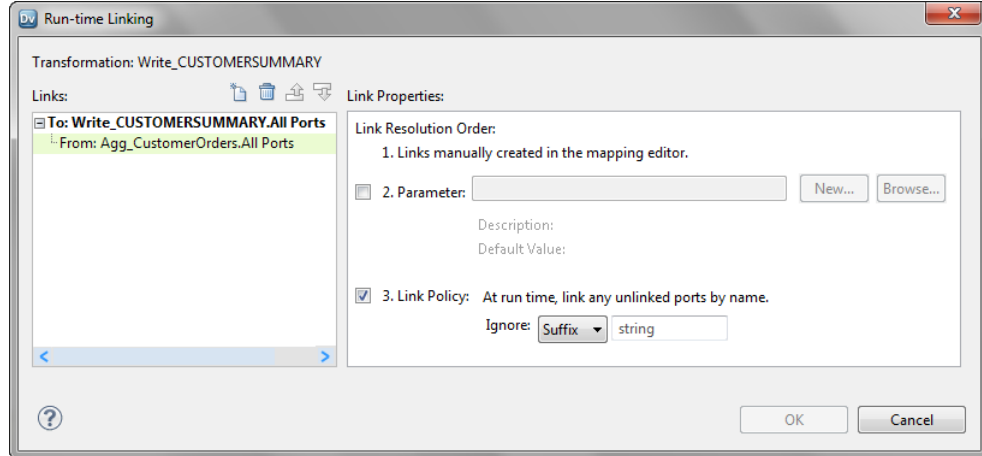 Dv Run-time Linking
Transformation: Write_CUSTOMERSUMMARY
Links:
Link Properties:
To: Write_CUSTOMERSUMMARY.All Ports
From: Agg_CustomerOrders.All Ports
Link Resolution Order:
1. Links manually created in the mapping editor.
2. Parameter: New... Browse...
Description:
Default Value:
3. Link Policy: At run time, link any unlinked ports by name.
Ignore: Suffix string
? OK Cancel